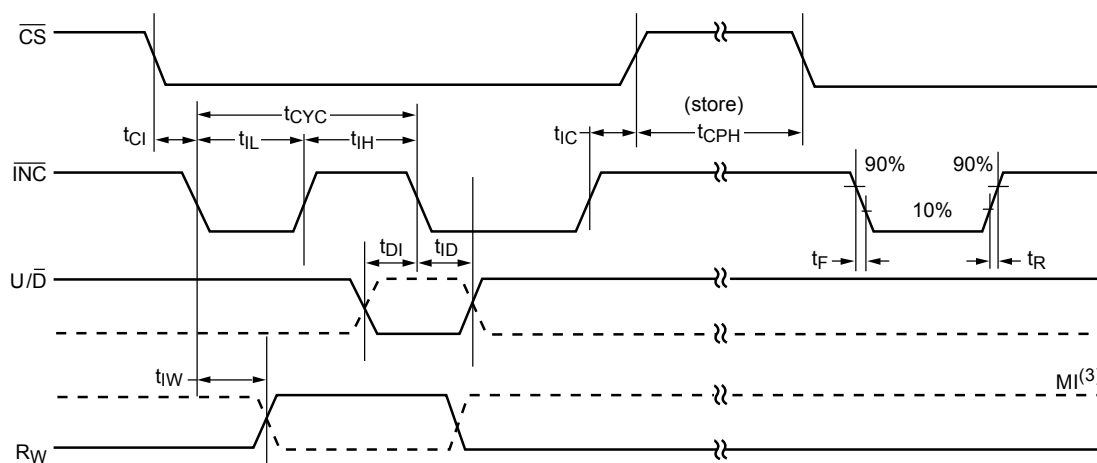 CS
(store)
tCYC
tCI
tIL
tIH
tIC
tCPH
INC
90%
90%
10%
tDI
tID
tF
tR
U/D
tIW
MI(3)
RW